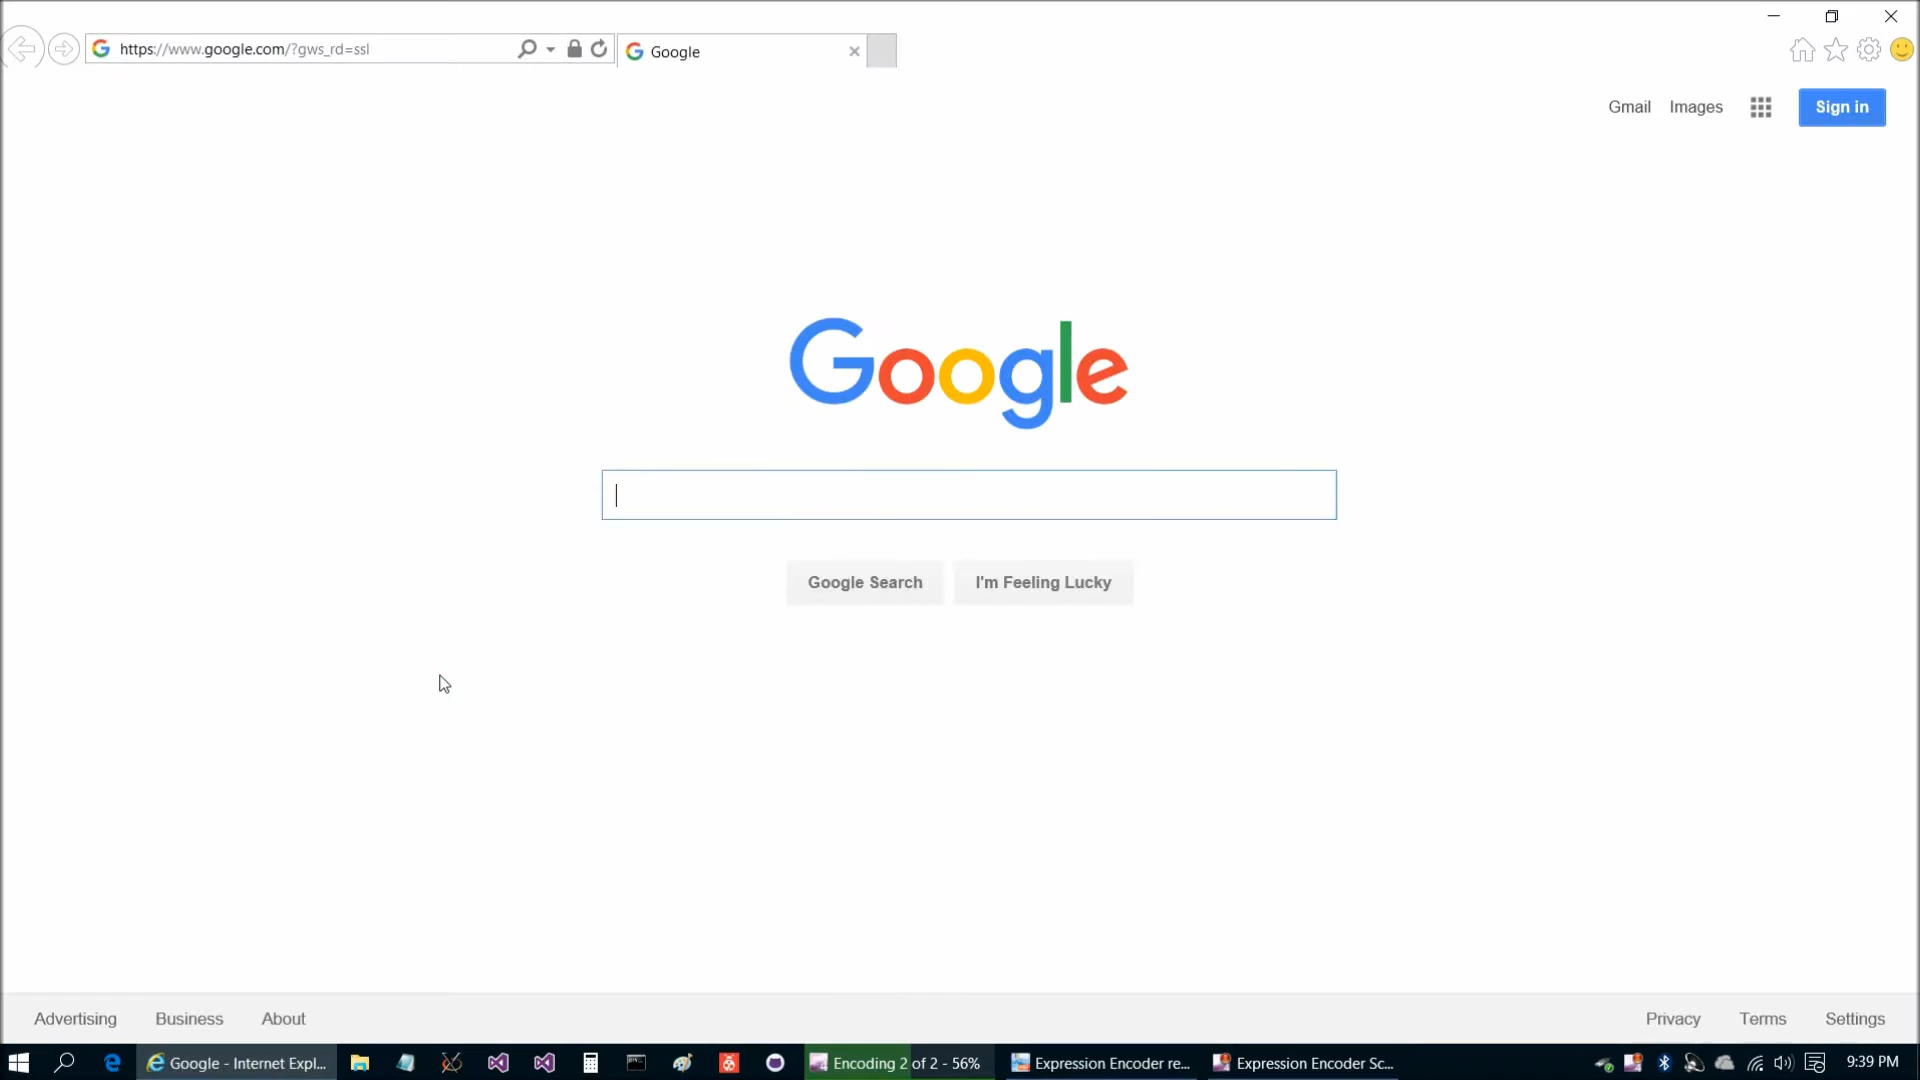 https://www.google.com/?gws_rd=ssl
Google
Gmail Images Sign in
Google
Google Search I'm Feeling Lucky
Advertising Business About Privacy Terms Settings
Google - Internet Expl... Encoding 2 of 2 - 56% Expression Encoder re... Expression Encoder Sc... 9:39 PM